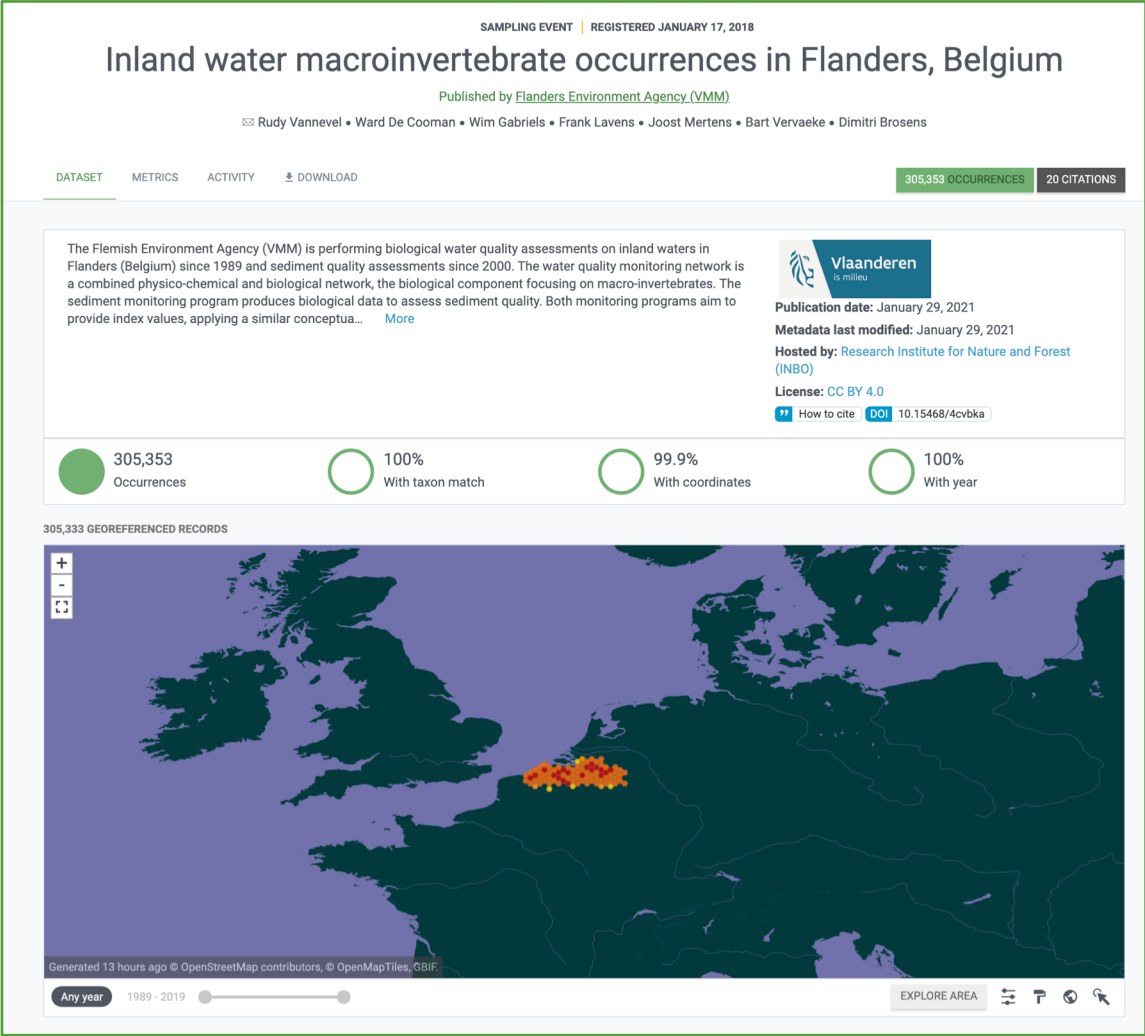 SAMPLING EVENT | REGISTERED JANUARY 17, 2018
Inland water macroinvertebrate occurrences in Flanders, Belgium
Published by Flanders Environment Agency (VMM)
Rudy Vannevel • Ward De Cooman • Wim Gabriels • Frank Lavens • Joost Mertens • Bart Vervaeke • Dimitri Brosens
DATASET METRICS ACTIVITY DOWNLOAD 305,353 OCCURRENCES 20 CITATIONS
The Flemish Environment Agency (VMM) is performing biological water quality assessments on inland waters in
Flanders (Belgium) since 1989 and sediment quality assessments since 2000. The water quality monitoring network is
a combined physico-chemical and biological network, the biological component focusing on macro-invertebrates. The
sediment monitoring program produces biological data to assess sediment quality. Both monitoring programs aim to
provide index values, applying a similar conceptua... More
Vlaanderen
is milieu
Publication date: January 29, 2021
Metadata last modified: January 29, 2021
Hosted by: Research Institute for Nature and Forest
(INBO)
License: CC BY 4.0
" How to cite DOI 10.15468/4cvbka
305,353
Occurrences
100%
With taxon match
99.9%
With coordinates
100%
With year
305,333 GEOREFERENCED RECORDS
+
-
Generated 13 hours ago © OpenStreetMap contributors, © OpenMapTiles, GBIF.
Any year 1989 - 2019 EXPLORE AREA